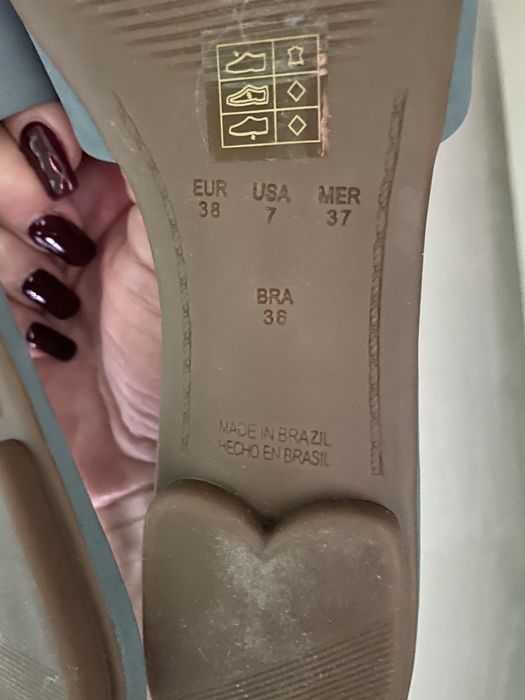 EUR USA MER
38 7 37
BRA
36
MADE IN BRAZIL
HECHO EN BRASIL